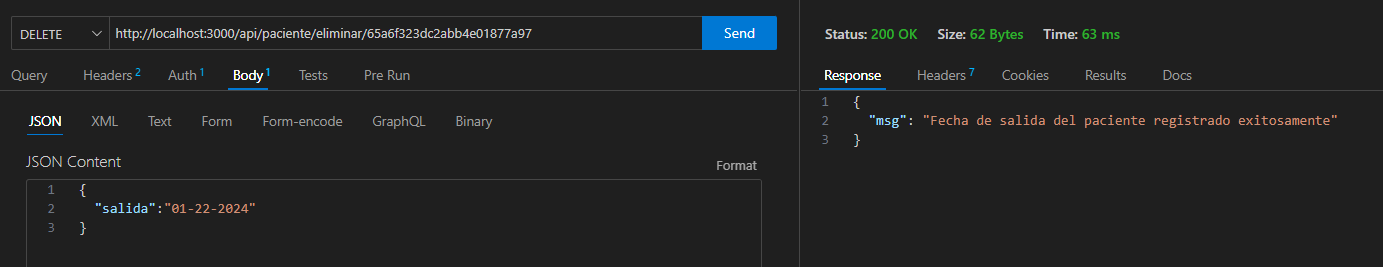 DELETE http://localhost:3000/api/paciente/eliminar/65a6f323dc2abb4e01877a97 Send
Query Headers 2 Auth 1 Body 1 Tests Pre Run
JSON XML Text Form Form-encode GraphQL Binary
JSON Content
Format
1 {
2 "salida":"01-22-2024"
3 }
Status: 200 OK Size: 62 Bytes Time: 63 ms
Response Headers 7 Cookies Results Docs
1 {
2 "msg": "Fecha de salida del paciente registrado exitosamente"
3 }